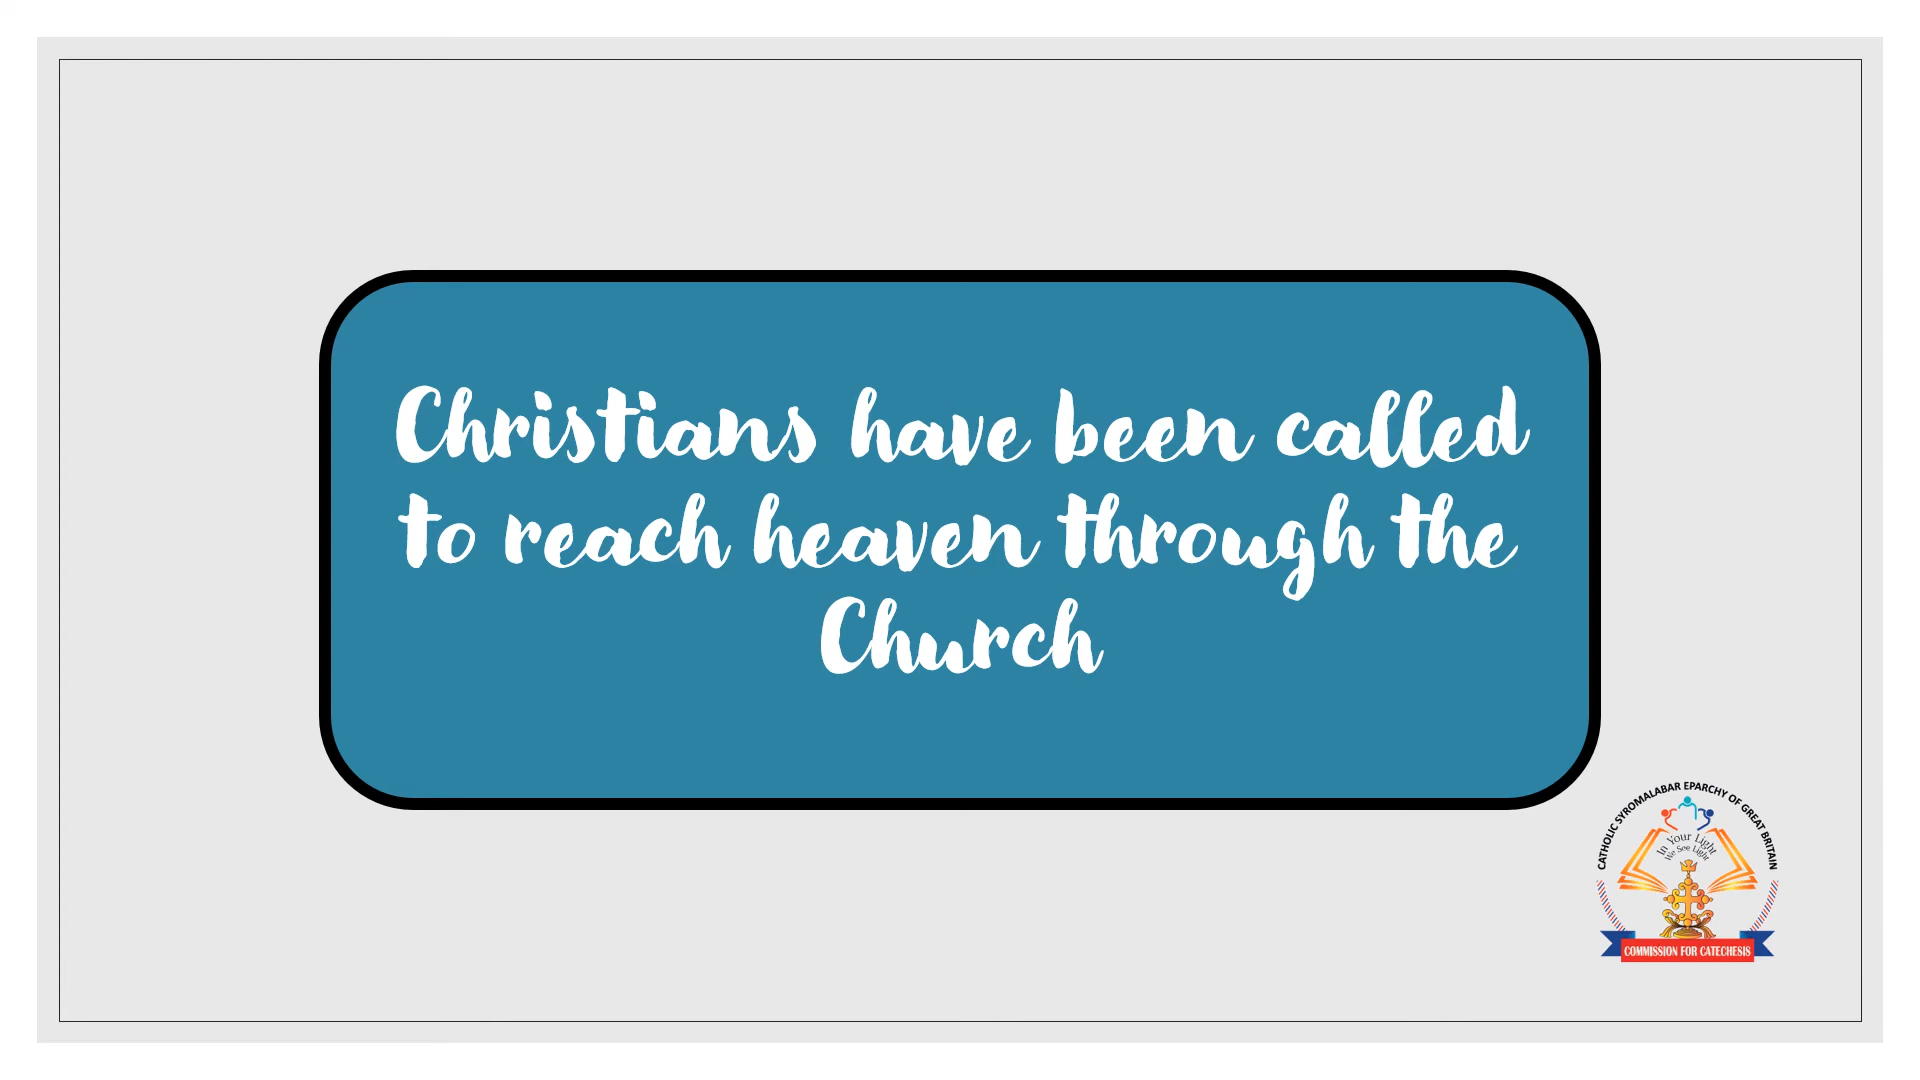 Christians have been called
to reach heaven through the
Church
CATHOLIC SYROMALABAR EPARCHY OF GREAT BRITAIN
In Your Light
We See Light
COMMISSION FOR CATECHESIS